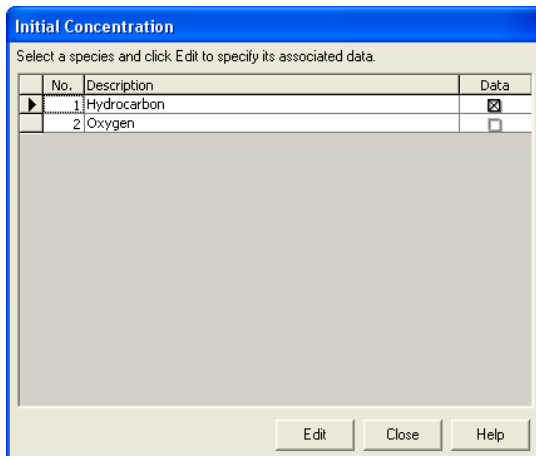 Initial Concentration
Select a species and click Edit to specify its associated data.
No. Description Data
1 Hydrocarbon
2 Oxygen
Edit Close Help